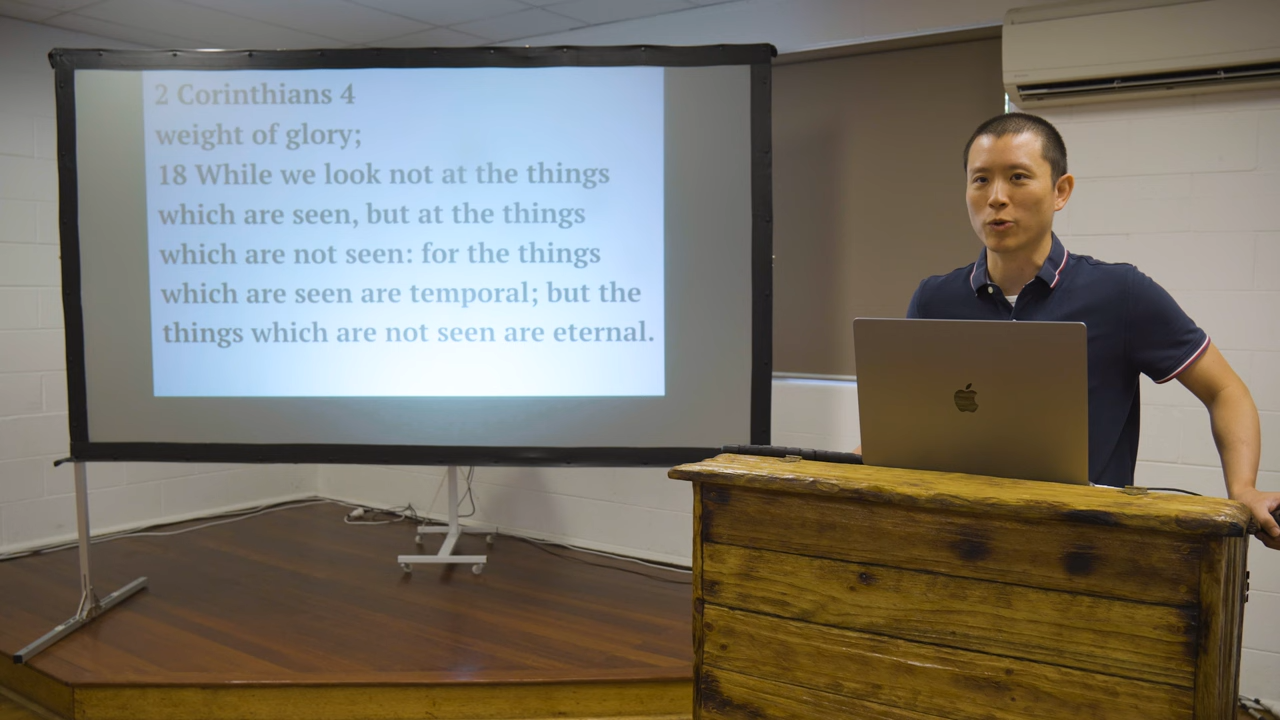 2 Corinthians 4
weight of glory;
18 While we look not at the things
which are seen, but at the things
which are not seen: for the things
which are seen are temporal; but the
things which are not seen are eternal.